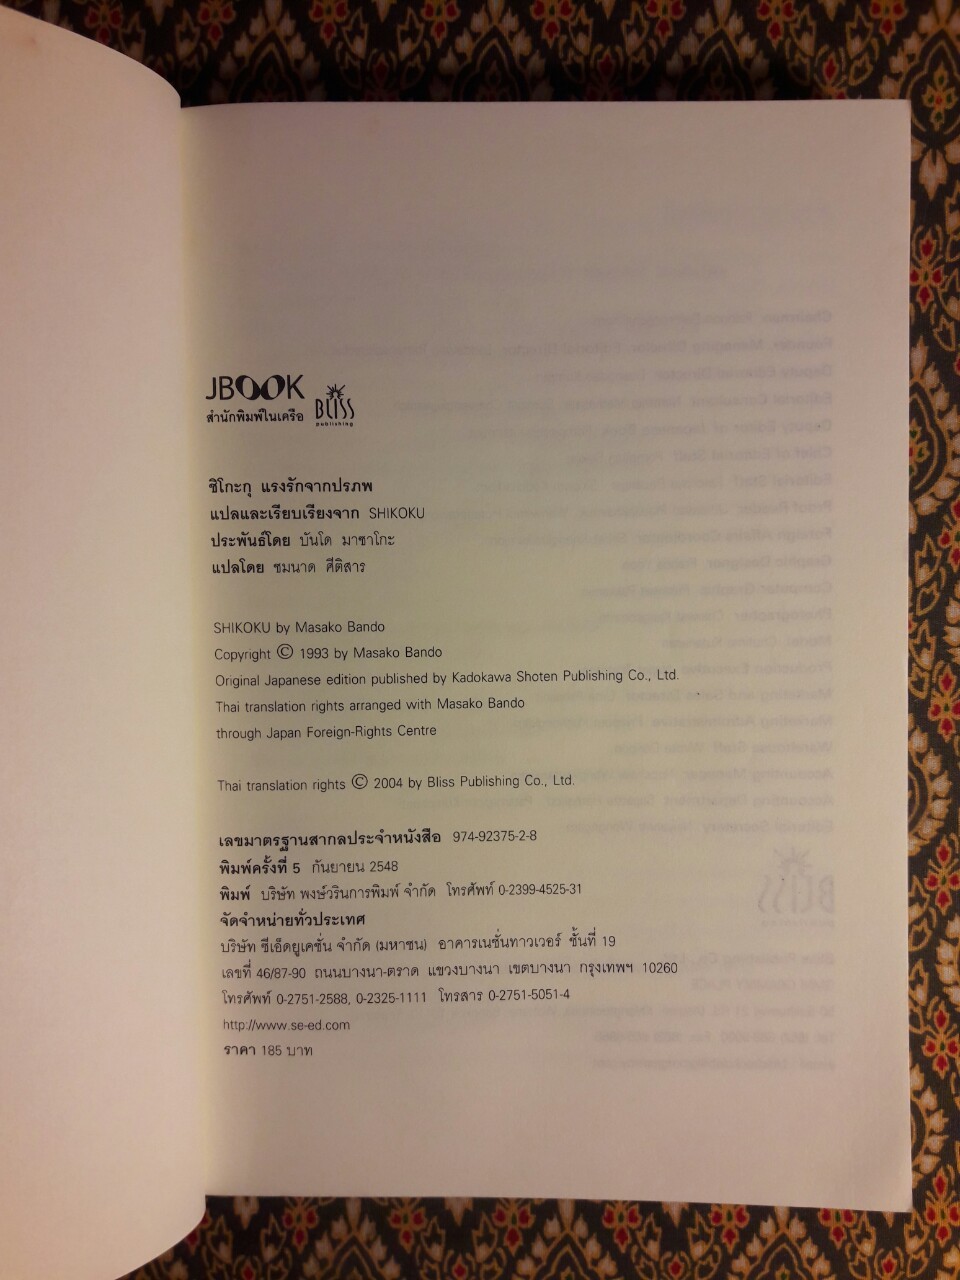 JBOOK
สำนักพิมพ์ในเครือ BLISS publishing
ชิโกะกุ แรงรักจากปรภพ
แปลและเรียบเรียงจาก SHIKOKU
ประพันธ์โดย บันโด มาซาโกะ
แปลโดย ชมนาด ศีติสาร
SHIKOKU by Masako Bando
Copyright © 1993 by Masako Bando
Original Japanese edition published by Kadokawa Shoten Publishing Co., Ltd.
Thai translation rights arranged with Masako Bando
through Japan Foreign-Rights Centre
Thai translation rights © 2004 by Bliss Publishing Co., Ltd.
เลขมาตรฐานสากลประจำหนังสือ 974-92375-2-8
พิมพ์ครั้งที่ 5 กันยายน 2548
พิมพ์ บริษัท พงษ์วรินการพิมพ์ จำกัด โทรศัพท์ 0-2399-4525-31
จัดจำหน่ายทั่วประเทศ
บริษัท ซีเอ็ดยูเคชั่น จำกัด (มหาชน) อาคารเนชั่นทาวเวอร์ ชั้นที่ 19
เลขที่ 46/87-90 ถนนบางนา-ตราด แขวงบางนา เขตบางนา กรุงเทพฯ 10260
โทรศัพท์ 0-2751-2588, 0-2325-1111 โทรสาร 0-2751-5051-4
http://www.se-ed.com
ราคา 185 บาท